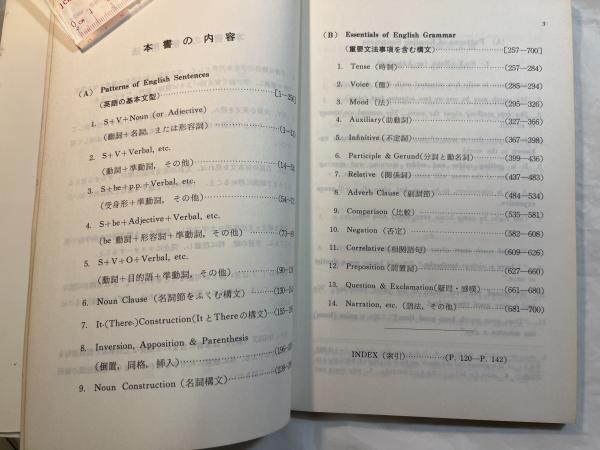 本書の内容
(A) Patterns of English Sentences
(英語の基本文型)
1. S+V+Noun (or Adjective)
(動詞+名詞, または形容詞)
2. S+V+Verbal, etc.
(動詞+準動詞, その他)
3. S+be+p.p.+Verbal, etc.
(受身形+準動詞, その他)
4. S+be+Adjective+Verbal, etc.
(be 動詞+形容詞+準動詞, その他)
5. S+V+O+Verbal, etc.
(動詞+目的語+準動詞, その他)
6. Noun Clause (名詞節をふくむ構文)
7. It-(There-)Construction(ItとThereの構文)
8. Inversion, Apposition & Parenthesis
(倒置, 同格, 挿入)
9. Noun Construction (名詞構文)
3
(B) Essentials of English Grammar
(重要文法事項を含む構文)……[257—700]
1. Tense (時制)……(257—284)
2. Voice (態)……(285—294)
3. Mood (法)……(295—326)
4. Auxiliary(助動詞)……(327—366)
5. Infinitive (不定詞)……(367—398)
6. Participle & Gerund(分詞と動名詞)……(399—436)
7. Relative (関係詞)……(437—483)
8. Adverb Clause (副詞節)……(484—534)
9. Comparison (比較)……(535—581)
10. Negation (否定)……(582—608)
11. Correlative (相関語句)……(609—626)
12. Preposition (前置詞)……(627—660)
13. Question & Exclamation(疑問・感嘆)……(661—680)
14. Narration, etc. (話法, その他)……(681—700)
INDEX (索引)……(P. 120—P. 142)